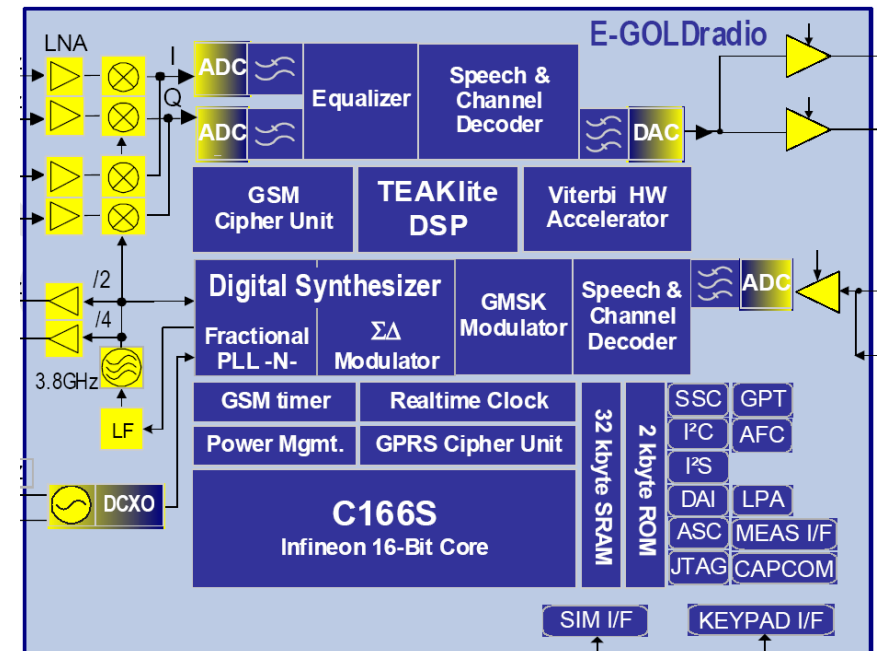 E-GOLDradio
LNA
I
ADC
Q
ADC
Equalizer
Speech &
Channel
Decoder
DAC
GSM
Cipher Unit
TEAKlite
DSP
Viterbi HW
Accelerator
/2
/4
3.8GHz
LF
DCXO
Digital Synthesizer
Fractional
PLL -N-
ΣΔ
Modulator
GMSK
Modulator
Speech &
Channel
Decoder
ADC
GSM timer
Realtime Clock
Power Mgmt.
GPRS Cipher Unit
C166S
Infineon 16-Bit Core
32 kbyte SRAM
2 kbyte ROM
SSC
GPT
I²C
AFC
I²S
DAI
LPA
ASC
MEAS I/F
JTAG
CAPCOM
SIM I/F
KEYPAD I/F